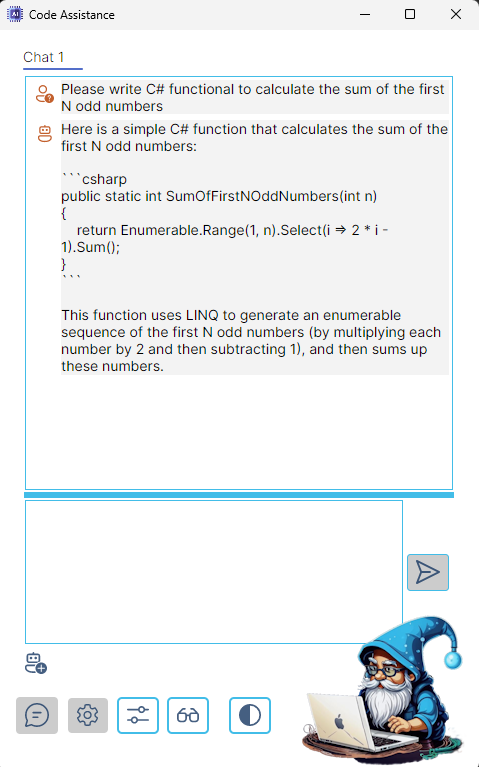 Code Assistance
Chat 1
Please write C# functional to calculate the sum of the first
N odd numbers
Here is a simple C# function that calculates the sum of the
first N odd numbers:
```csharp
public static int SumOfFirstNOddNumbers(int n)
{
    return Enumerable.Range(1, n).Select(i => 2 * i -
1).Sum();
}
```
This function uses LINQ to generate an enumerable
sequence of the first N odd numbers (by multiplying each
number by 2 and then subtracting 1), and then sums up
these numbers.